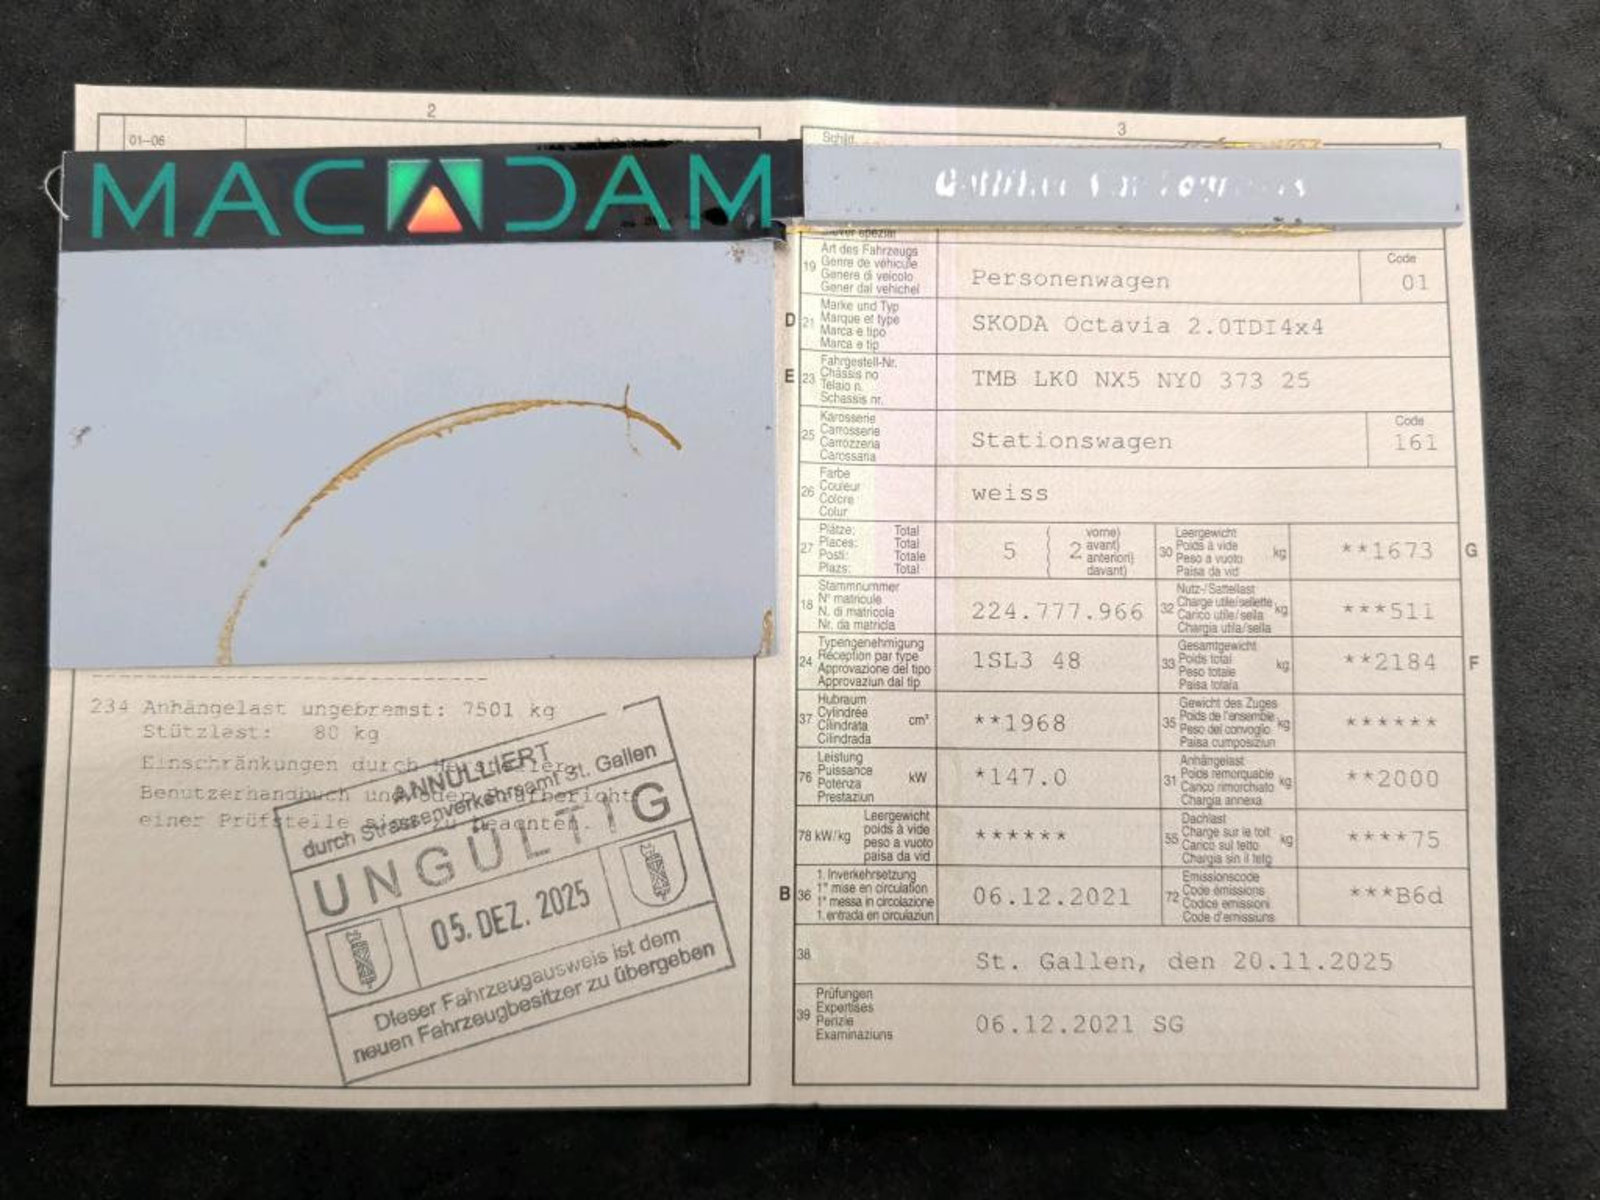 2
01–06
MACADAM
234 Anhängelast ungebremst: 7501 kg
Stützlast: 80 kg
Einschränkungen durch
Benutzerhandbuch und/oder Prüfbericht
einer Prüfstelle sind zu beachten.
ANNULLIERT
durch Strassenverkehrsamt St. Gallen
UNGÜLTIG
05. DEZ. 2025
Dieser Fahrzeugausweis ist dem
neuen Fahrzeugbesitzer zu übergeben
3
Schild
19 Art des Fahrzeugs
Genre de véhicule
Genere di veicolo
Gener dal vehichel
Personenwagen
Code
01
D 21 Marke und Typ
Marque et type
Marca e tipo
Marca e tip
SKODA Octavia 2.0TDI4x4
E 23 Fahrgestell-Nr.
Châssis no
Telaio n.
Schassis nr.
TMB LK0 NX5 NY0 373 25
25 Karosserie
Carrosserie
Carrozzeria
Carossaria
Stationswagen
Code
161
26 Farbe
Couleur
Colore
Colur
weiss
27 Plätze: Total
Places: Total
Posti: Totale
Plazs: Total
5 ( 2 vorne)
avant)
anteriori)
davant)
30 Leergewicht
Poids à vide
Peso a vuoto
Paisa da vid
kg
**1673 G
18 Stammnummer
N° matricule
N. di matricola
Nr. da matricla
224.777.966
32 Nutz-/Sattellast
Charge utile/sellette
Carico utile/sella
Chargia utila/sella
kg
***511
24 Typengenehmigung
Réception par type
Approvazione del tipo
Approvaziun dal tip
1SL3 48
33 Gesamtgewicht
Poids total
Peso totale
Paisa totala
kg
**2184 F
37 Hubraum
Cylindrée
Cilindrata
Cilindrada
cm³
**1968
35 Gewicht des Zuges
Poids de l'ensemble
Peso del convoglio
Paisa cumposiziun
kg
******
76 Leistung
Puissance
Potenza
Prestaziun
kW
*147.0
31 Anhängelast
Poids remorquable
Carico rimorchiato
Chargia annexa
kg
**2000
78 kW/kg Leergewicht
poids à vide
peso a vuoto
paisa da vid
******
55 Dachlast
Charge sur le toit
Carico sul tetto
Chargia sin il tetg
kg
****75
B 36 1. Inverkehrsetzung
1re mise en circulation
1a messa in circolazione
1. entrada en circulaziun
06.12.2021
72 Emissionscode
Code émissions
Codice emissioni
Code d'emissiuns
***B6d
38
St. Gallen, den 20.11.2025
39 Prüfungen
Expertises
Perizie
Examinaziuns
06.12.2021 SG